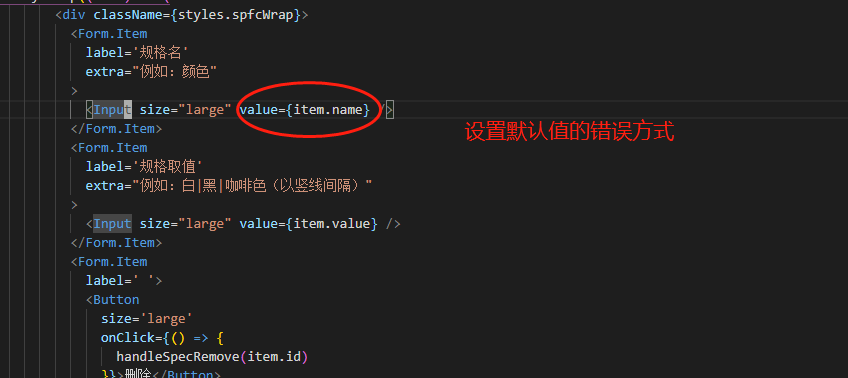 <div className={styles.spfcWrap}>
<Form.Item
label='规格名'
extra="例如：颜色"
>
<Input size="large" value={item.name} />
设置默认值的错误方式
</Form.Item>
<Form.Item
label='规格取值'
extra="例如：白|黑|咖啡色（以竖线间隔）"
>
<Input size="large" value={item.value} />
</Form.Item>
<Form.Item
label=' '>
<Button
size='large'
onClick={() => {
handleSpecRemove(item.id)
}}>删除</Button>